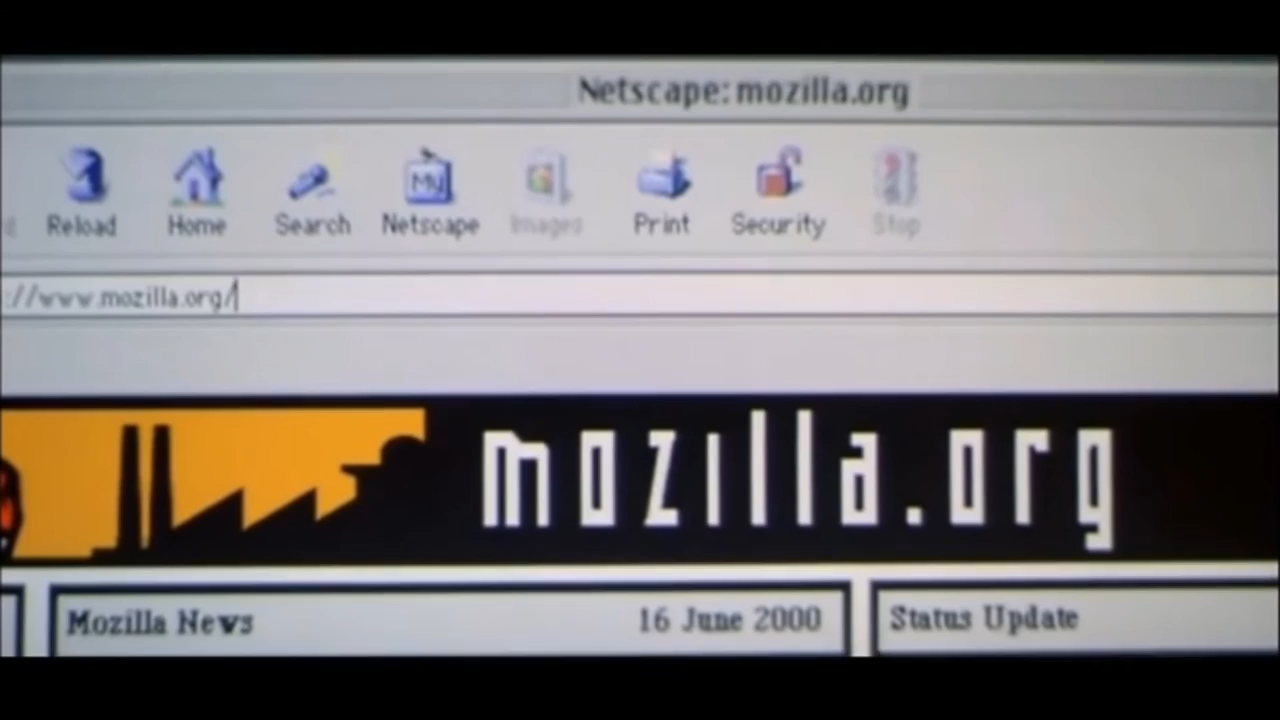 Netscape: mozilla.org
Reload Home Search Netscape Images Print Security Stop
My
://www.mozilla.org/
mozilla.org
Mozilla News 16 June 2000 Status Update